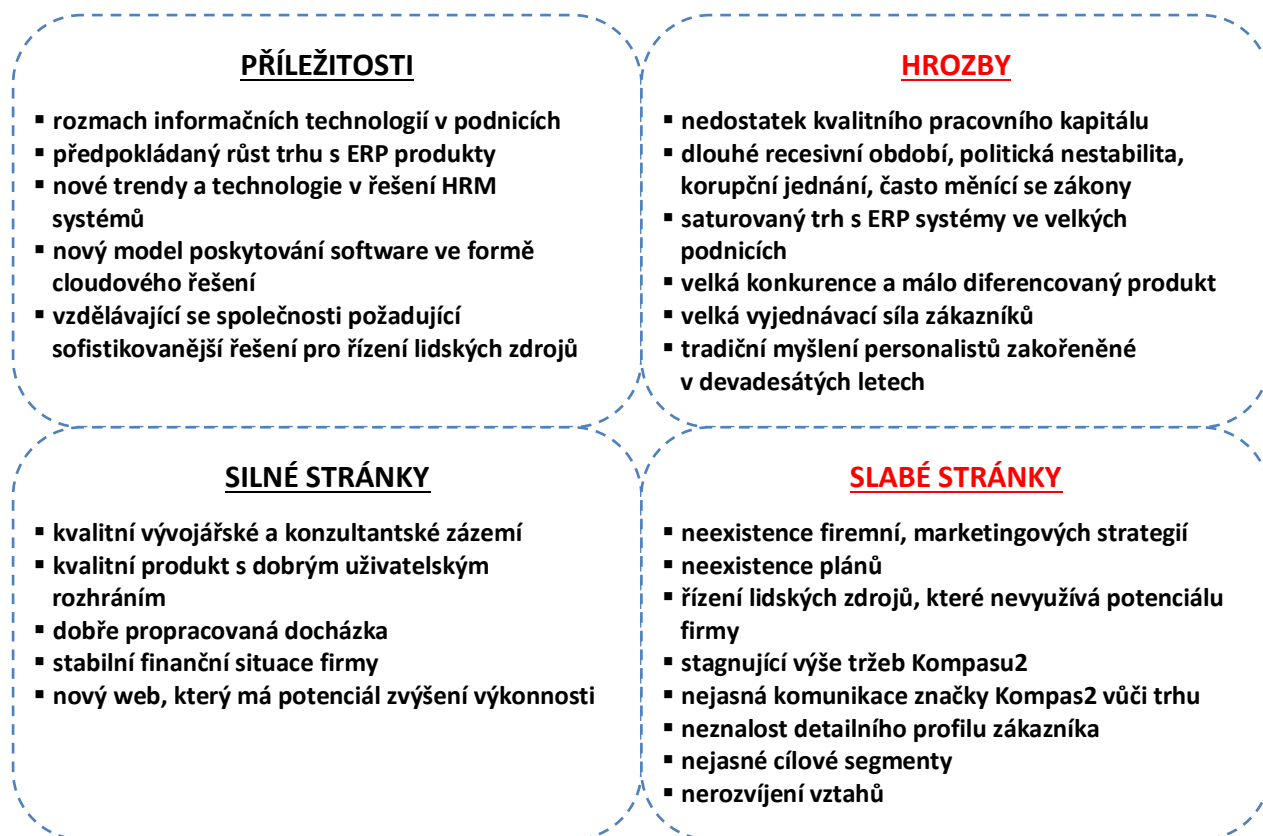 PŘÍLEŽITOSTI
▪ rozmach informačních technologií v podnicích
▪ předpokládaný růst trhu s ERP produkty
▪ nové trendy a technologie v řešení HRM
systémů
▪ nový model poskytování software ve formě
cloudového řešení
▪ vzdělávající se společnosti požadující
sofistikovanější řešení pro řízení lidských zdrojů
HROZBY
▪ nedostatek kvalitního pracovního kapitálu
▪ dlouhé recesivní období, politická nestabilita,
korupční jednání, často měnící se zákony
▪ saturovaný trh s ERP systémy ve velkých
podnicích
▪ velká konkurence a málo diferencovaný produkt
▪ velká vyjednávací síla zákazníků
▪ tradiční myšlení personalistů zakořeněné
v devadesátých letech
SILNÉ STRÁNKY
▪ kvalitní vývojářské a konzultantské zázemí
▪ kvalitní produkt s dobrým uživatelským
rozhráním
▪ dobře propracovaná docházka
▪ stabilní finanční situace firmy
▪ nový web, který má potenciál zvýšení výkonnosti
SLABÉ STRÁNKY
▪ neexistence firemní, marketingových strategií
▪ neexistence plánů
▪ řízení lidských zdrojů, které nevyužívá potenciálu
firmy
▪ stagnující výše tržeb Kompasu2
▪ nejasná komunikace značky Kompas2 vůči trhu
▪ neznalost detailního profilu zákazníka
▪ nejasné cílové segmenty
▪ nerozvíjení vztahů